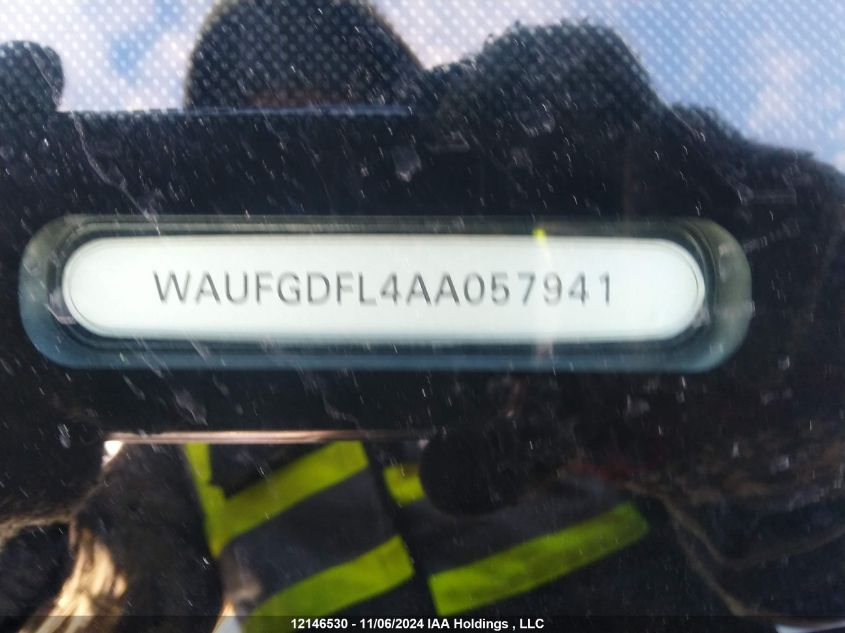 WAUFGDFL4AA057941
12146530 - 11/06/2024 IAA Holdings , LLC